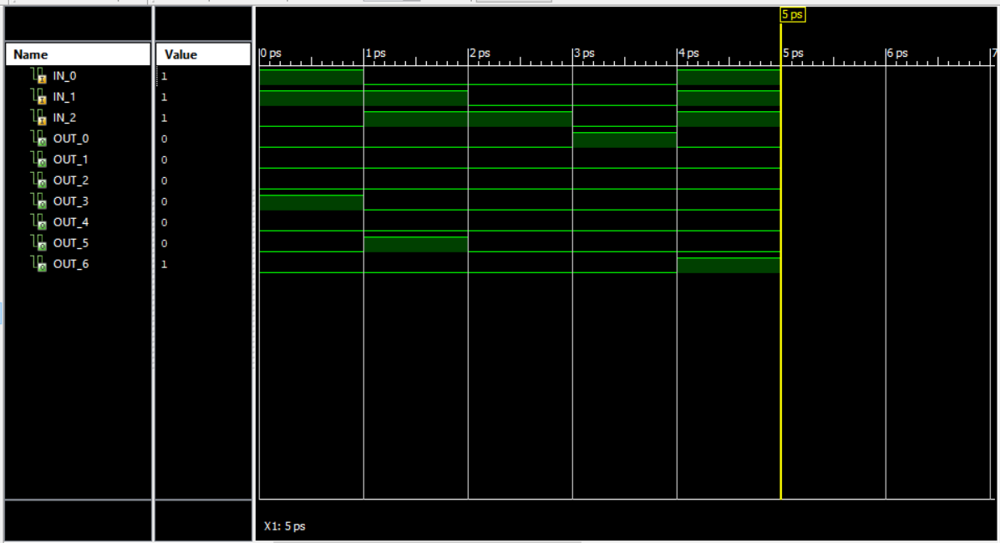 5 ps
Name Value 0 ps 1 ps 2 ps 3 ps 4 ps 5 ps 6 ps 7
IN_0 1
IN_1 1
IN_2 1
OUT_0 0
OUT_1 0
OUT_2 0
OUT_3 0
OUT_4 0
OUT_5 0
OUT_6 1
X1: 5 ps